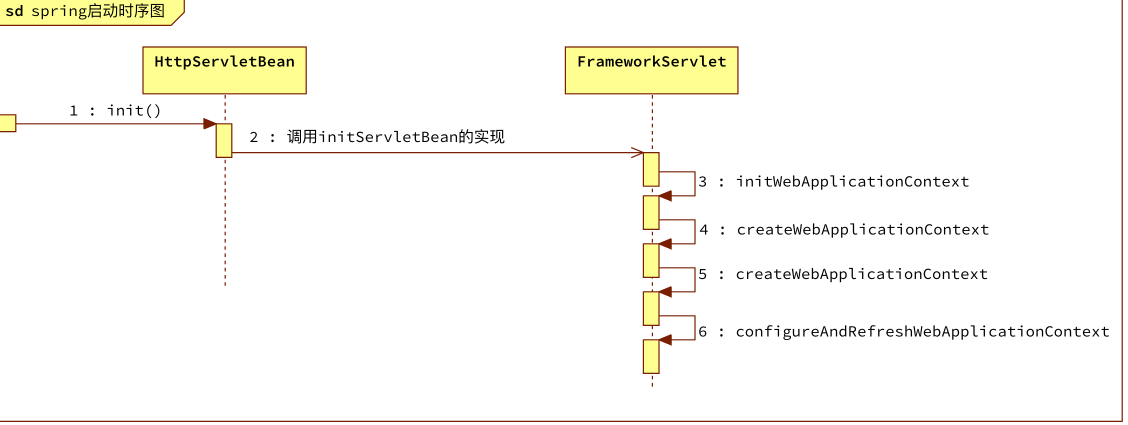 sd spring启动时序图
HttpServletBean
FrameworkServlet
1 : init()
2 : 调用initServletBean的实现
3 : initWebApplicationContext
4 : createWebApplicationContext
5 : createWebApplicationContext
6 : configureAndRefreshWebApplicationContext